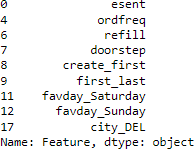 0 esent
4 ordfreq
6 refill
7 doorstep
8 create_first
9 first_last
11 favday_Saturday
12 favday_Sunday
17 city_DEL
Name: Feature, dtype: object